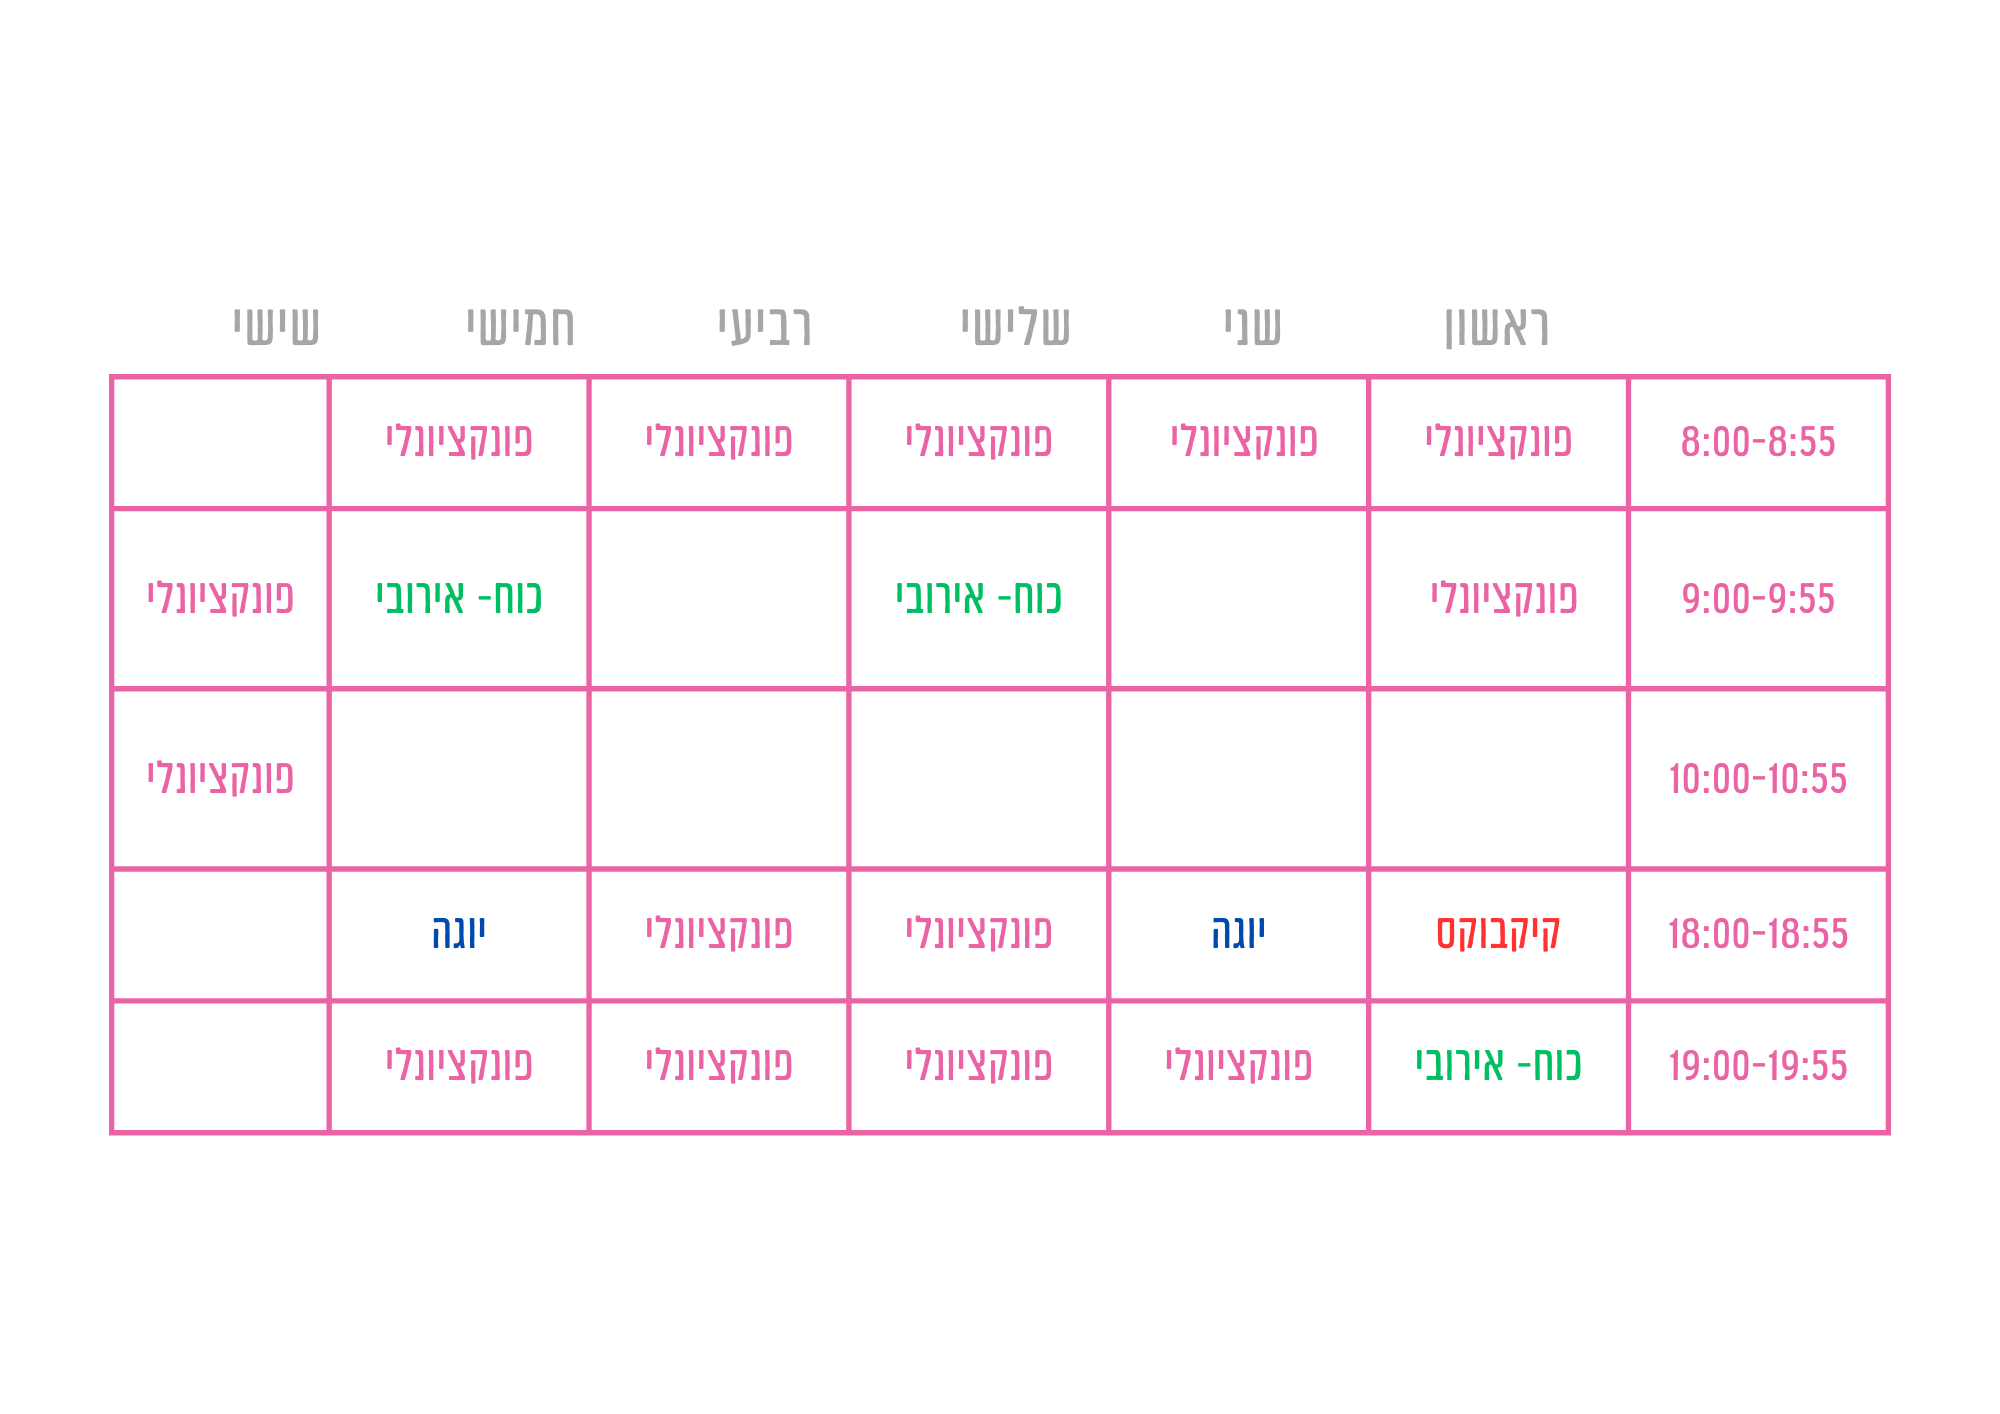 ראשון שני שלישי רביעי חמישי שישי
8:00-8:55 פונקציונלי פונקציונלי פונקציונלי פונקציונלי פונקציונלי
9:00-9:55 פונקציונלי כוח- אירובי כוח- אירובי פונקציונלי
10:00-10:55 פונקציונלי
18:00-18:55 קיקבוקס יוגה פונקציונלי פונקציונלי יוגה
19:00-19:55 כוח- אירובי פונקציונלי פונקציונלי פונקציונלי פונקציונלי